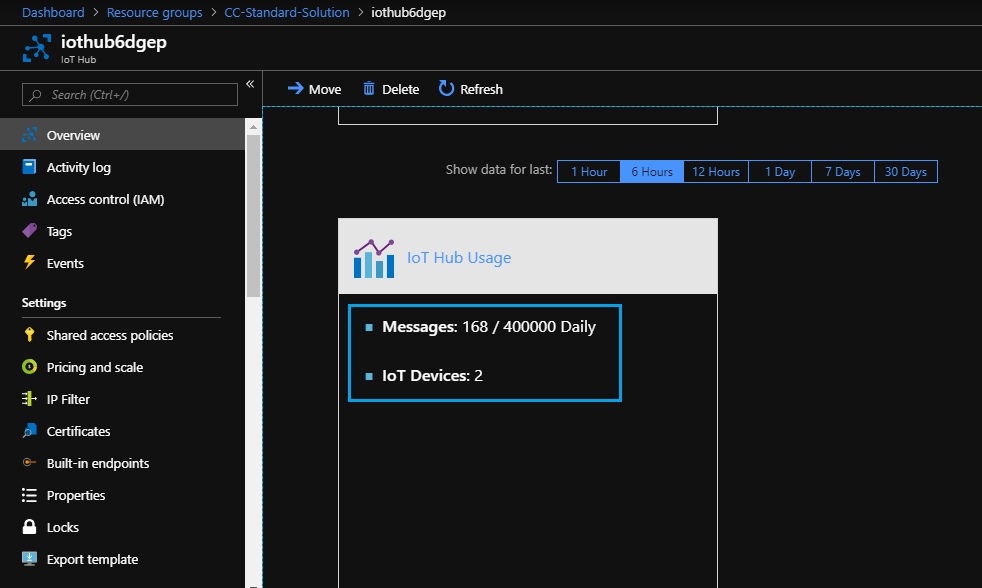 Dashboard > Resource groups > CC-Standard-Solution > iothub6dgep
iothub6dgep
IoT Hub
Search (Ctrl+/)
«
Move Delete Refresh
Overview
Activity log
Access control (IAM)
Tags
Events
Settings
Shared access policies
Pricing and scale
IP Filter
Certificates
Built-in endpoints
Properties
Locks
Export template
Show data for last: 1 Hour 6 Hours 12 Hours 1 Day 7 Days 30 Days
IoT Hub Usage
Messages: 168 / 400000 Daily
IoT Devices: 2